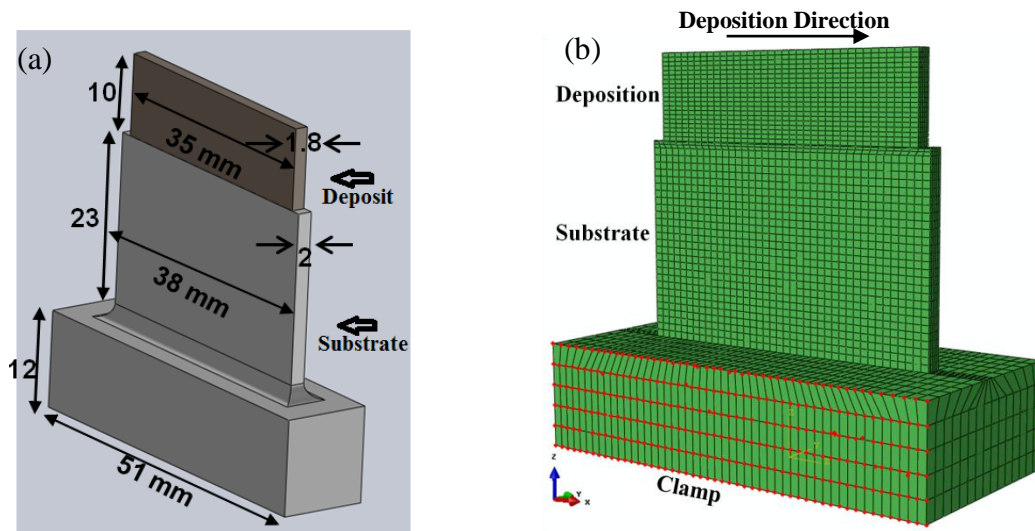 (a)
10
35 mm
1.8
Deposit
23
2
38 mm
Substrate
12
51 mm
Deposition Direction
(b)
Deposition
Substrate
Clamp
z
Y
X